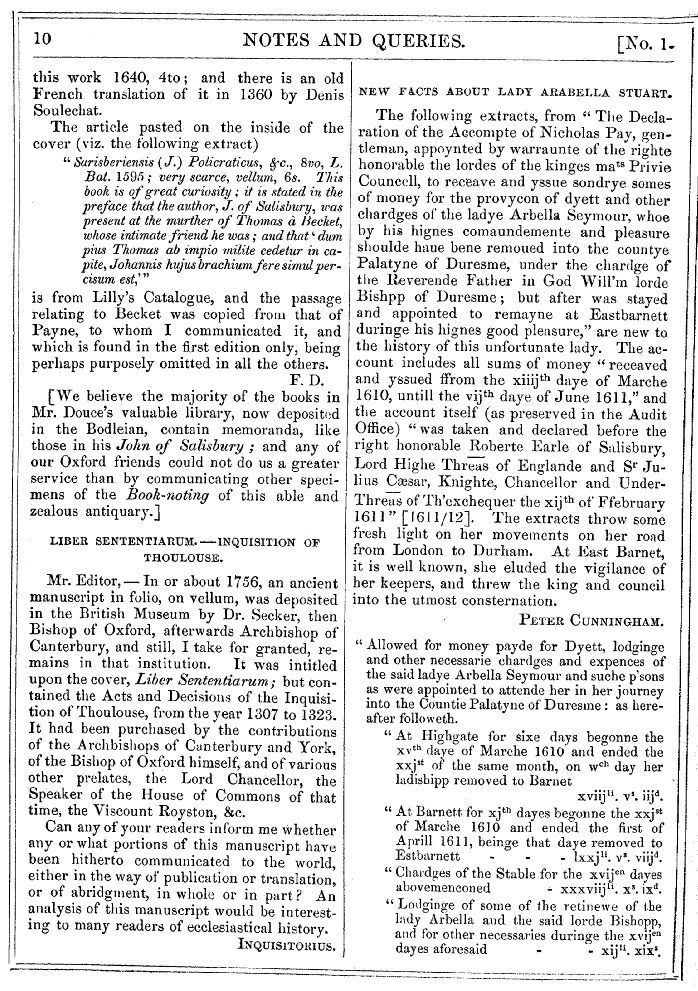 10
NOTES AND QUERIES.
[No. 1.
this work 1640, 4to; and there is an old
French translation of it in 1360 by Denis
Soulechat.
The article pasted on the inside of the
cover (viz. the following extract)
"Sarisberiensis (J.) Policraticus, &c., 8vo, L.
Bat. 1595; very scarce, vellum, 6s. This
book is of great curiosity; it is stated in the
preface that the author, J. of Salisbury, was
present at the murther of Thomas à Becket,
whose intimate friend he was; and that 'dum
pius Thomas ab impio milite cedetur in ca-
pite, Johannis hujus brachium fere simul per-
cisum est,'"
is from Lilly's Catalogue, and the passage
relating to Becket was copied from that of
Payne, to whom I communicated it, and
which is found in the first edition only, being
perhaps purposely omitted in all the others.
F. D.
[We believe the majority of the books in
Mr. Douce's valuable library, now deposited
in the Bodleian, contain memoranda, like
those in his John of Salisbury; and any of
our Oxford friends could not do us a greater
service than by communicating other speci-
mens of the Book-noting of this able and
zealous antiquary.]
LIBER SENTENTIARUM.—INQUISITION OF
THOULOUSE.
Mr. Editor,—In or about 1756, an ancient
manuscript in folio, on vellum, was deposited
in the British Museum by Dr. Secker, then
Bishop of Oxford, afterwards Archbishop of
Canterbury, and still, I take for granted, re-
mains in that institution. It was intitled
upon the cover, Liber Sententiarum; but con-
tained the Acts and Decisions of the Inquisi-
tion of Thoulouse, from the year 1307 to 1323.
It had been purchased by the contributions
of the Archbishops of Canterbury and York,
of the Bishop of Oxford himself, and of various
other prelates, the Lord Chancellor, the
Speaker of the House of Commons of that
time, the Viscount Royston, &c.
Can any of your readers inform me whether
any or what portions of this manuscript have
been hitherto communicated to the world,
either in the way of publication or translation,
or of abridgment, in whole or in part? An
analysis of this manuscript would be interest-
ing to many readers of ecclesiastical history.
INQUISITORIUS.
NEW FACTS ABOUT LADY ARABELLA STUART.
The following extracts, from "The Decla-
ration of the Accompte of Nicholas Pay, gen-
tleman, appoynted by warraunte of the righte
honorable the lordes of the kinges maᵗˢ Privie
Councell, to receave and yssue sondrye somes
of money for the provycon of dyett and other
chardges of the ladye Arbella Seymour, whoe
by his hignes comaundemente and pleasure
shoulde haue bene remoued into the countye
Palatyne of Duresme, under the chardge of
the Reverende Father in God Will'm lorde
Bishpp of Duresme; but after was stayed
and appointed to remayne at Eastbarnett
duringe his hignes good pleasure," are new to
the history of this unfortunate lady. The ac-
count includes all sums of money "receaved
and yssued ffrom the xiiijᵗʰ daye of Marche
1610, untill the vijᵗʰ daye of June 1611," and
the account itself (as preserved in the Audit
Office) "was taken and declared before the
right honorable Roberte Earle of Salisbury,
Lord Highe Threas̅ of Englande and Sʳ Ju-
lius Cæsar, Knighte, Chancellor and Under-
Threas̅ of Th'exchequer the xijᵗʰ of Ffebruary
1611" [1611/12]. The extracts throw some
fresh light on her movements on her road
from London to Durham. At East Barnet,
it is well known, she eluded the vigilance of
her keepers, and threw the king and council
into the utmost consternation.
PETER CUNNINGHAM.
"Allowed for money payde for Dyett, lodginge
and other necessarie chardges and expences of
the said ladye Arbella Seymour and suche p'sons
as were appointed to attende her in her journey
into the Countie Palatyne of Duresme: as here-
after followeth.
"At Highgate for sixe days begonne the
xvᵗʰ daye of Marche 1610 and ended the
xxjˢᵗ of the same month, on wᶜʰ day her
ladishipp removed to Barnet
xviijˡⁱ. vˢ. iijᵈ.
"At Barnett for xjᵗʰ dayes begonne the xxjˢᵗ
of Marche 1610 and ended the first of
Aprill 1611, beinge that daye removed to
Estbarnett - - - lxxjˡⁱ. vˢ. viijᵈ.
"Chardges of the Stable for the xvijᵉⁿ dayes
abovemenconed - xxxviijˡⁱ. xˢ. ixᵈ.
"Lodginge of some of the retinewe of the
lady Arbella and the said lorde Bishopp,
and for other necessaries duringe the xvijᵉⁿ
dayes aforesaid - - xijˡⁱ. xixˢ.